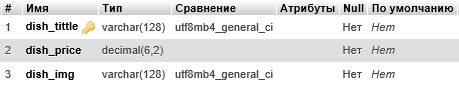 # Имя Тип Сравнение Атрибуты Null По умолчанию
1 dish_tittle varchar(128) utf8mb4_general_ci Нет Нет
2 dish_price decimal(6,2) Нет Нет
3 dish_img varchar(128) utf8mb4_general_ci Нет Нет